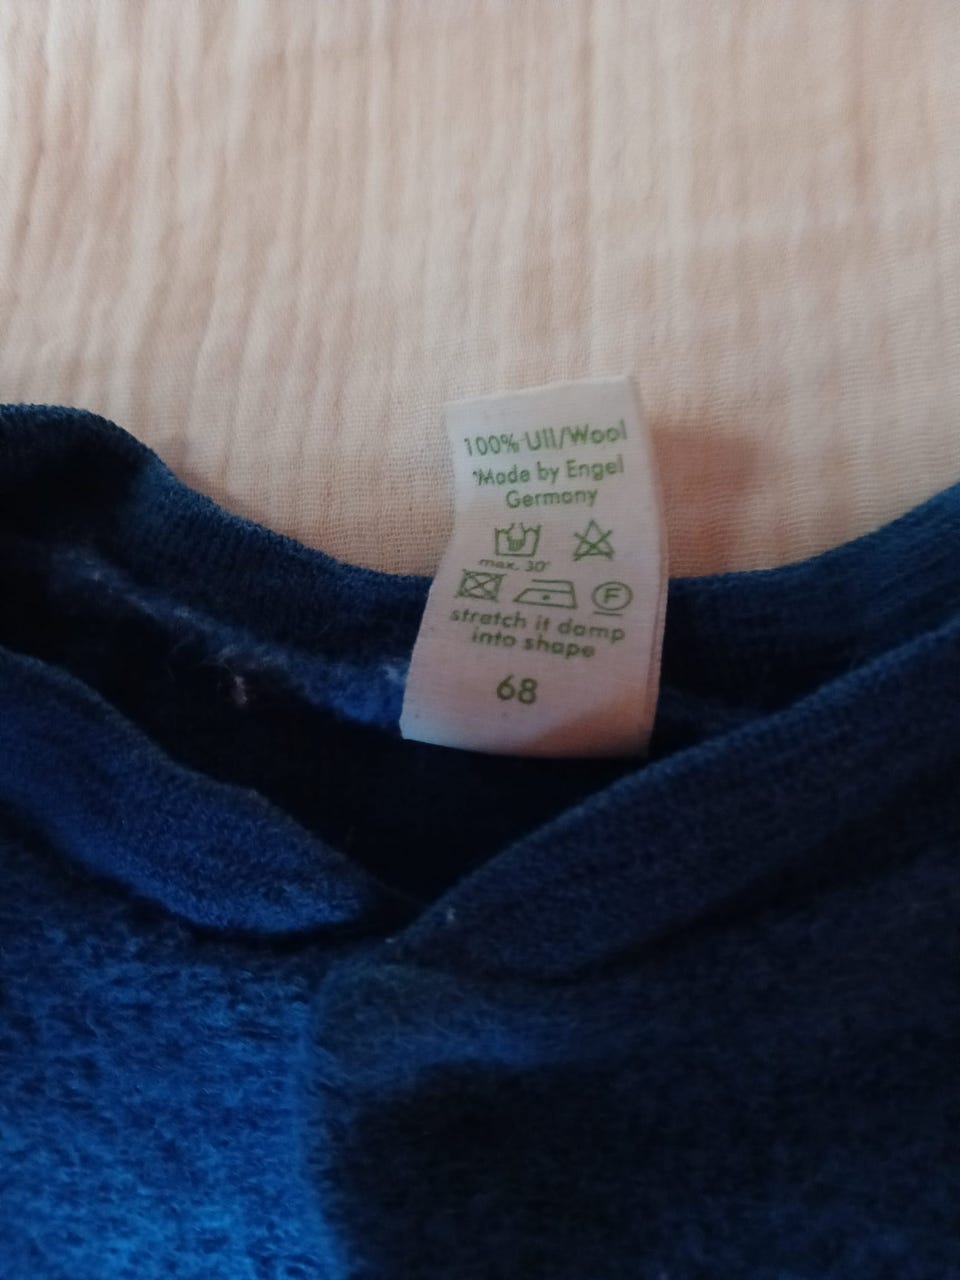 100% Ull/Wool
*Made by Engel
Germany
max. 30°
F
stretch it damp
into shape
68